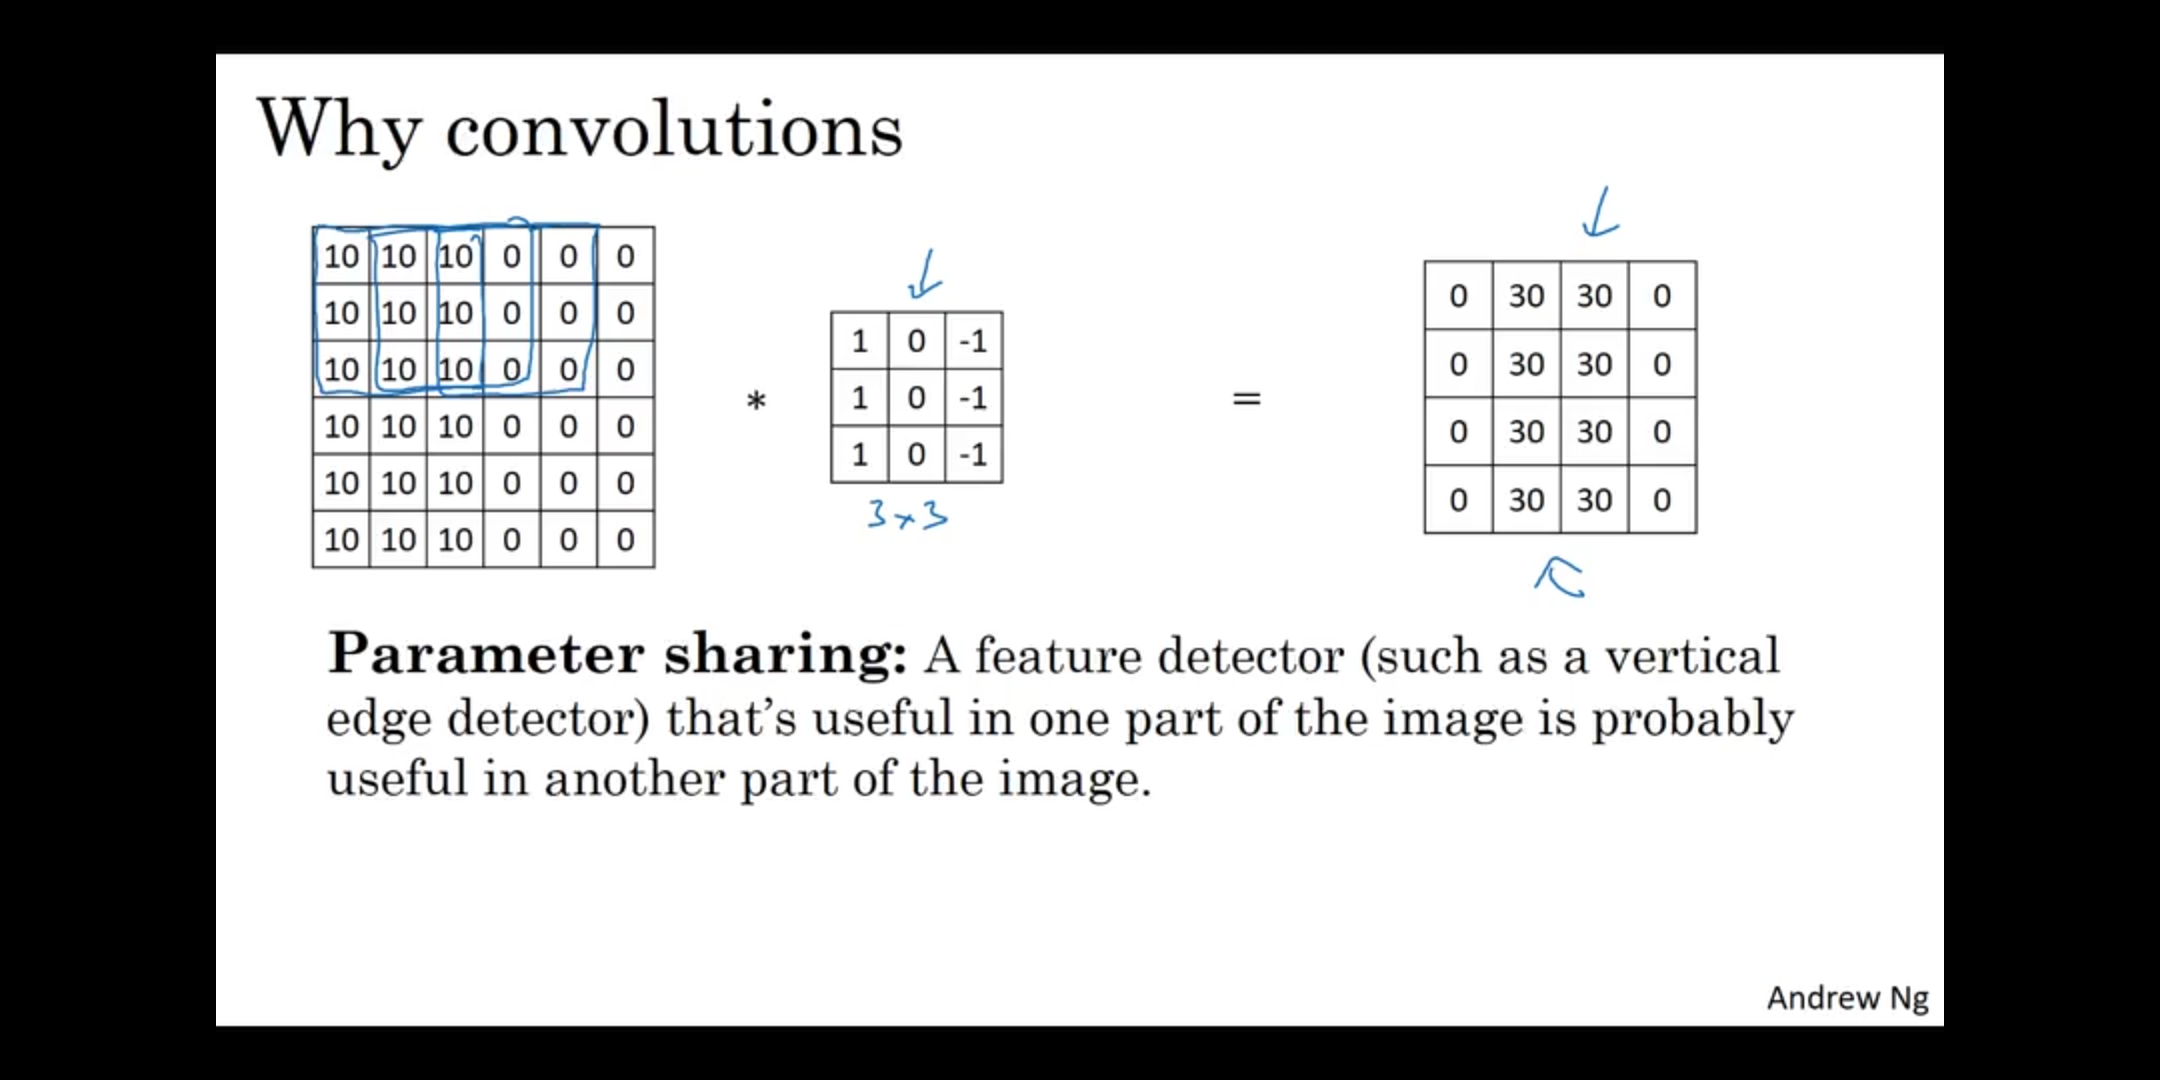 Why convolutions
10 10 10 0 0 0
10 10 10 0 0 0
10 10 10 0 0 0
10 10 10 0 0 0
10 10 10 0 0 0
10 10 10 0 0 0
*
1 0 -1
1 0 -1
1 0 -1
3×3
=
0 30 30 0
0 30 30 0
0 30 30 0
0 30 30 0
Parameter sharing: A feature detector (such as a vertical
edge detector) that’s useful in one part of the image is probably
useful in another part of the image.
Andrew Ng